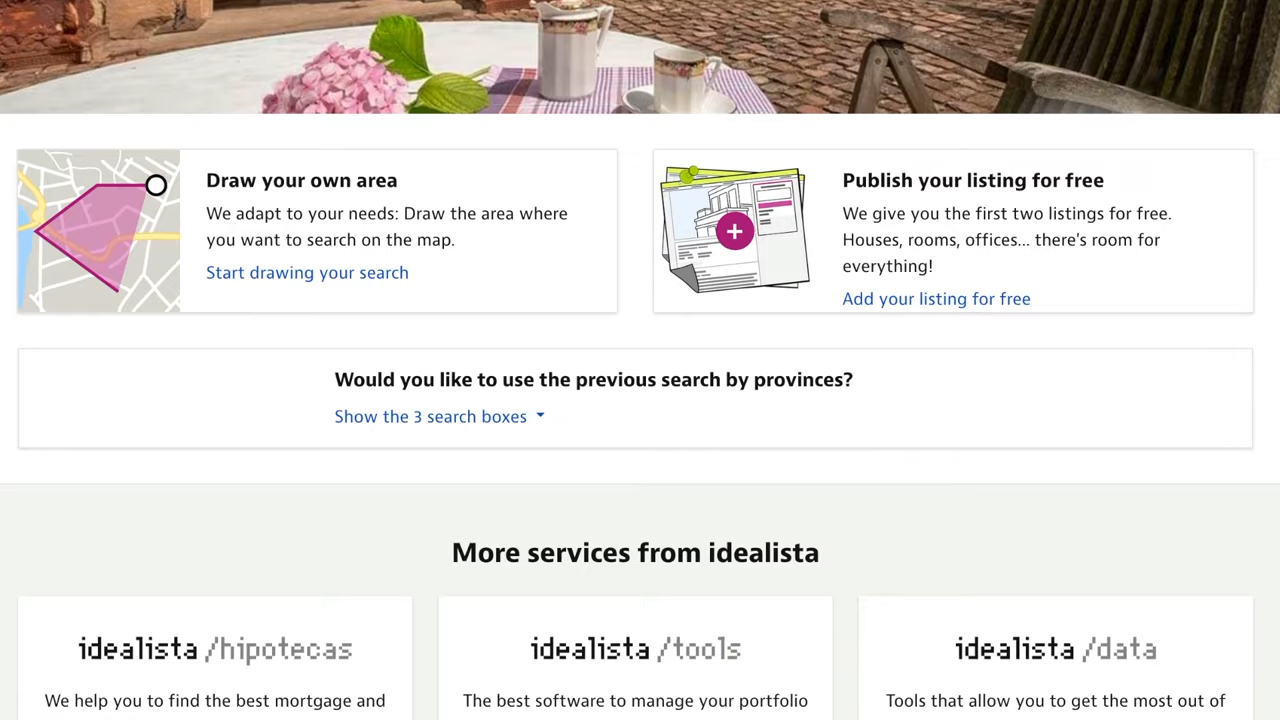 Draw your own area
We adapt to your needs: Draw the area where
you want to search on the map.
Start drawing your search
Publish your listing for free
We give you the first two listings for free.
Houses, rooms, offices... there's room for
everything!
Add your listing for free
Would you like to use the previous search by provinces?
Show the 3 search boxes
More services from idealista
idealista /hipotecas
We help you to find the best mortgage and
idealista /tools
The best software to manage your portfolio
idealista /data
Tools that allow you to get the most out of